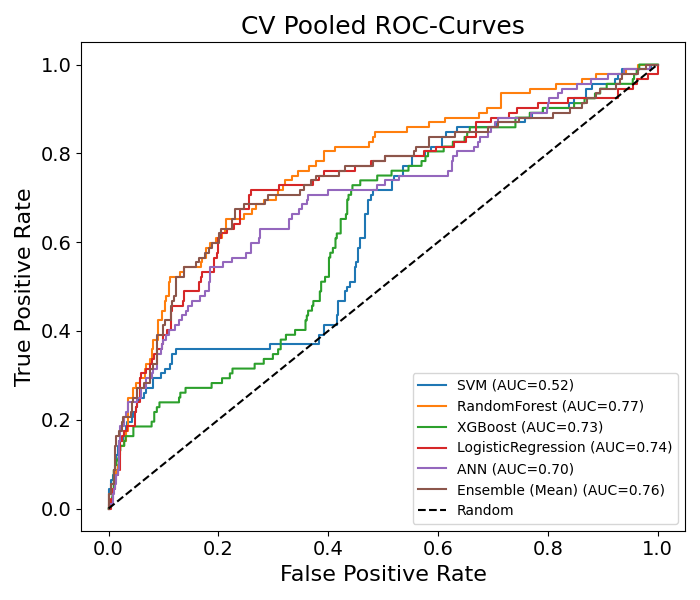 CV Pooled ROC-Curves
True Positive Rate
1.0
0.8
0.6
0.4
0.2
0.0
SVM (AUC=0.52)
RandomForest (AUC=0.77)
XGBoost (AUC=0.73)
LogisticRegression (AUC=0.74)
ANN (AUC=0.70)
Ensemble (Mean) (AUC=0.76)
Random
0.0 0.2 0.4 0.6 0.8 1.0
False Positive Rate